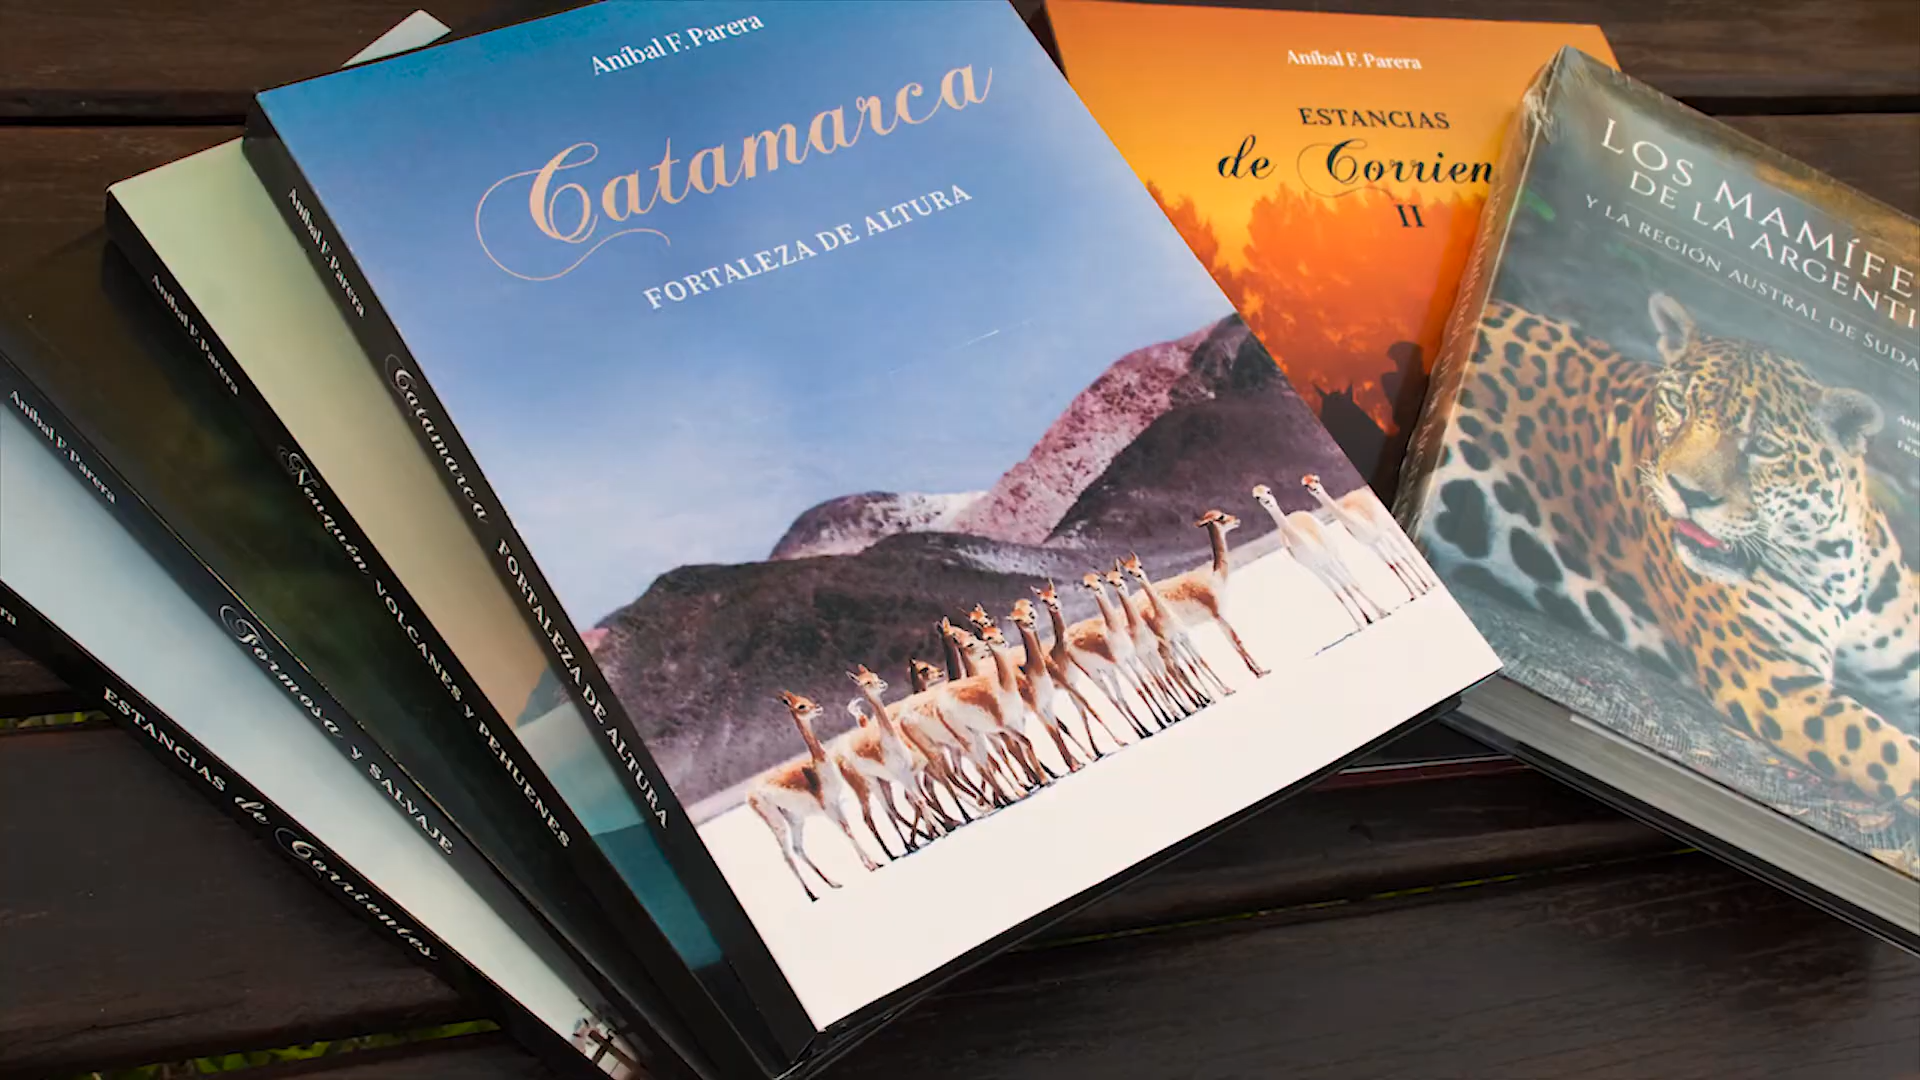 Aníbal F. Parera
Catamarca
FORTALEZA DE ALTURA
Aníbal F. Parera
Catamarca FORTALEZA DE ALTURA
Aníbal F. Parera
Neuquén VOLCANES y PEHUENES
Aníbal F. Parera
Formosa y SALVAJE
ra
ESTANCIAS de Corrientes
Aníbal F. Parera
ESTANCIAS
de Corrien
II
LOS MAMÍFE
DE LA ARGENTI
Y LA REGIÓN AUSTRAL DE SUDA